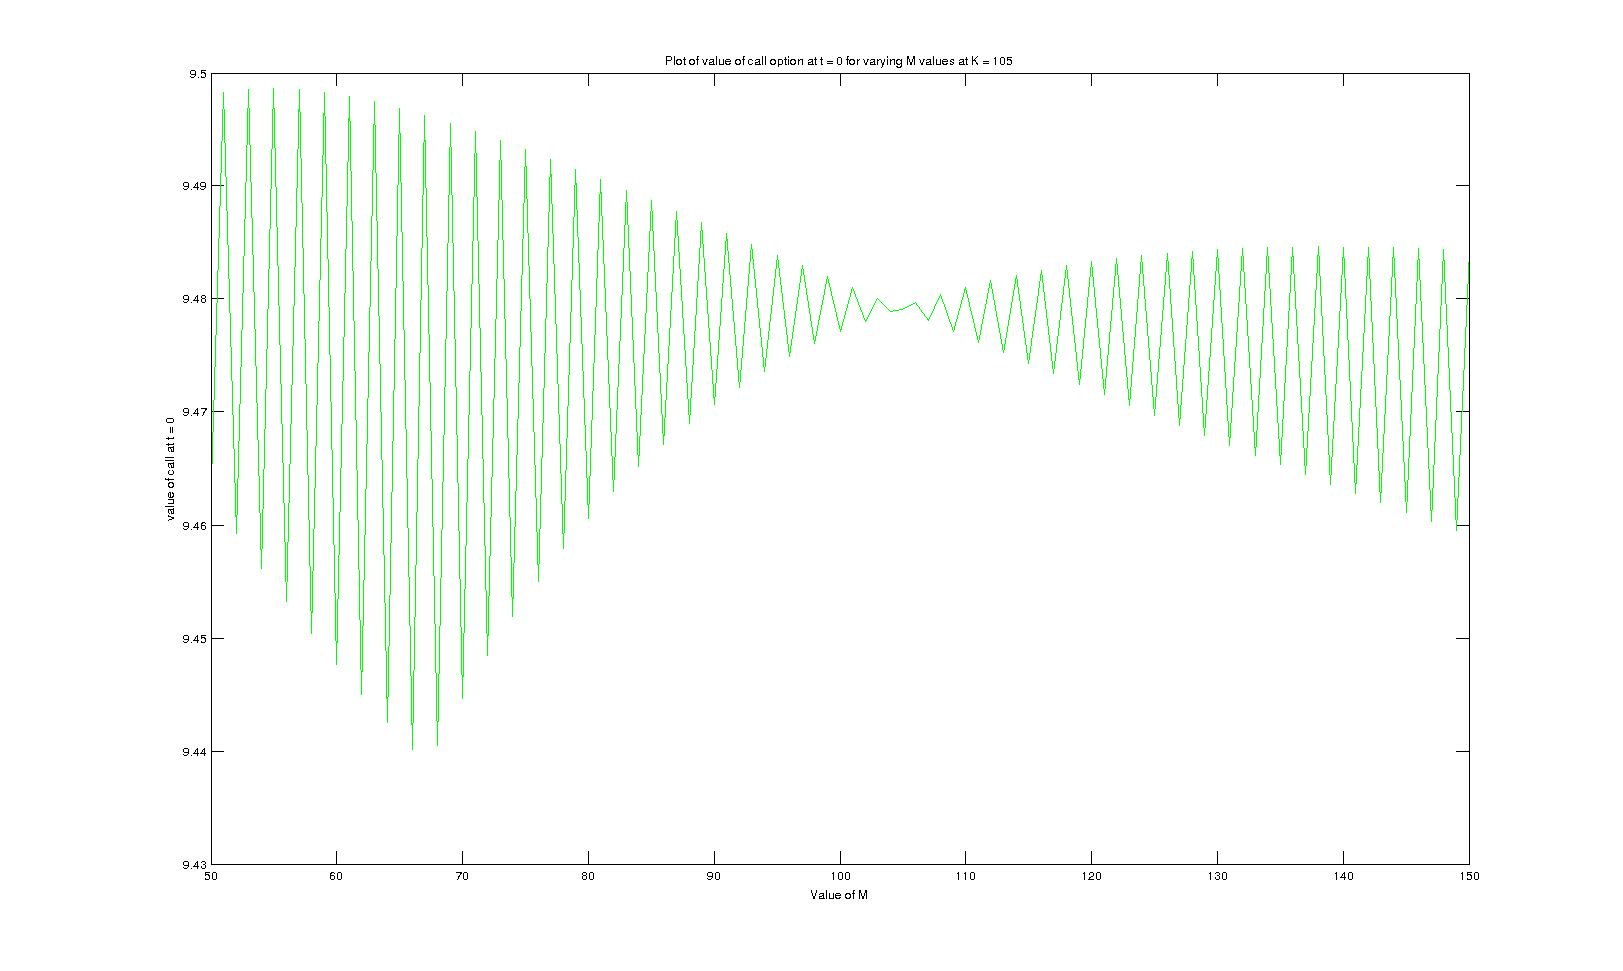 Plot of value of call option at t = 0 for varying M values at K = 105
9.5
9.49
9.48
9.47
9.46
9.45
9.44
9.43
value of call at t = 0
50 60 70 80 90 100 110 120 130 140 150
Value of M